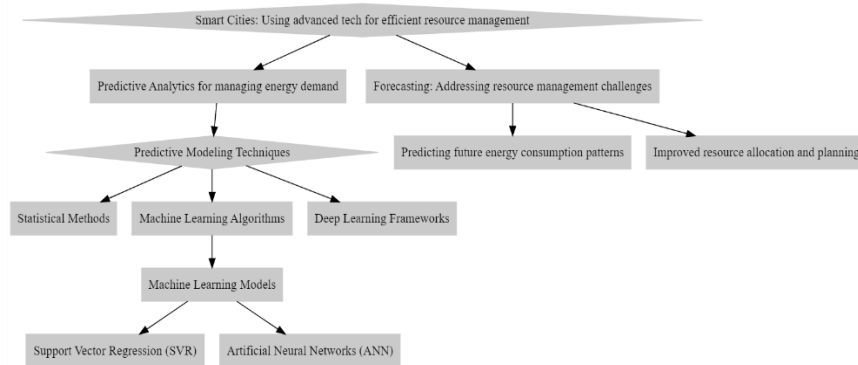 Smart Cities: Using advanced tech for efficient resource management
Predictive Analytics for managing energy demand
Forecasting: Addressing resource management challenges
Predictive Modeling Techniques
Predicting future energy consumption patterns
Improved resource allocation and planning
Statistical Methods
Machine Learning Algorithms
Deep Learning Frameworks
Machine Learning Models
Support Vector Regression (SVR)
Artificial Neural Networks (ANN)